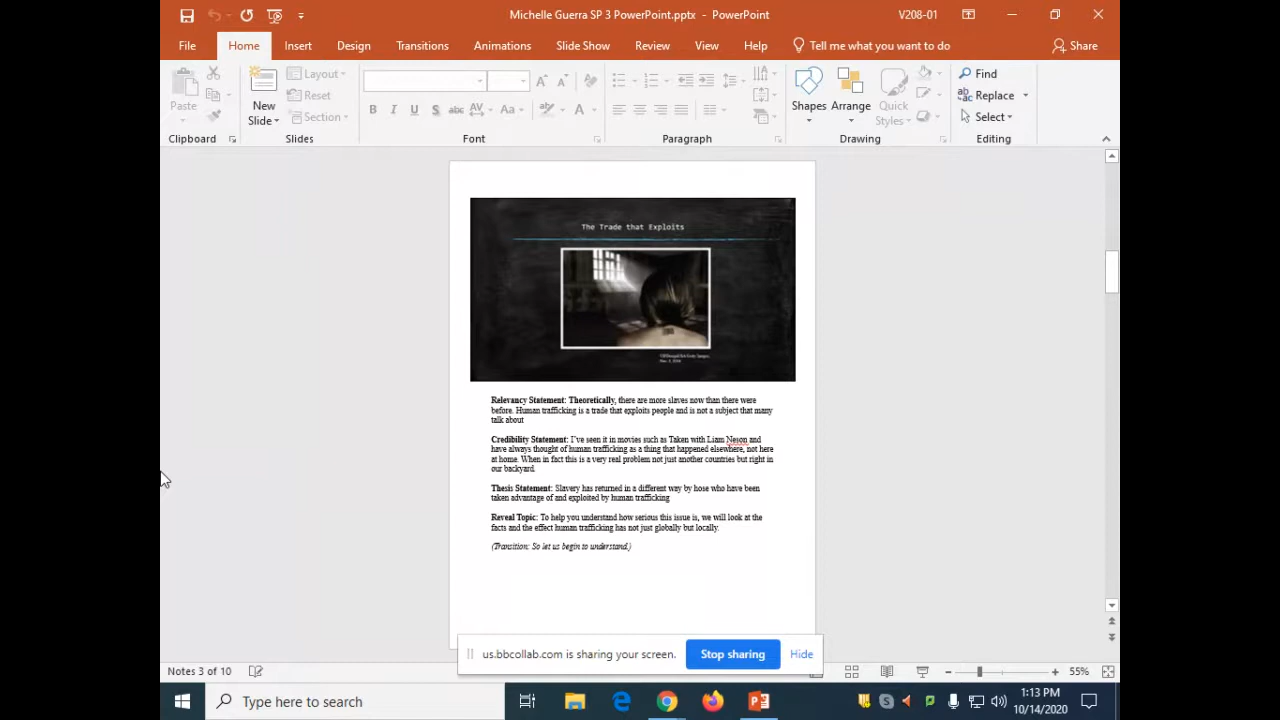 Michelle Guerra SP 3 PowerPoint.pptx - PowerPoint
V208-01
File Home Insert Design Transitions Animations Slide Show Review View Help Tell me what you want to do Share
Paste
New Slide
Layout
Reset
Section
Shapes Arrange Quick Styles
Find
Replace
Select
Clipboard Slides Font Paragraph Drawing Editing
The Trade that Exploits
Relevancy Statement: Theoretically, there are more slaves now than there were
before. Human trafficking is a trade that exploits people and is not a subject that many
talk about
Credibility Statement: I've seen it in movies such as Taken with Liam Neson and
have always thought of human trafficking as a thing that happened elsewhere, not here
at home. When in fact this is a very real problem not just another countries but right in
our backyard.
Thesis Statement: Slavery has returned in a different way by hose who have been
taken advantage of and exploited by human trafficking
Reveal Topic: To help you understand how serious this issue is, we will look at the
facts and the effect human trafficking has not just globally but locally.
(Transition: So let us begin to understand.)
us.bbcollab.com is sharing your screen. Stop sharing Hide
Notes 3 of 10
55%
Type here to search
1:13 PM
10/14/2020